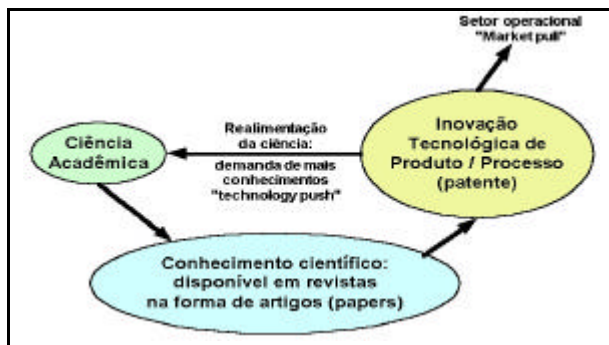 Setor operacional
"Market pull"
Inovação
Tecnológica de
Produto / Processo
(patente)
Realimentação
da ciência:
demanda de mais
conhecimentos
"technology push"
Ciência
Acadêmica
Conhecimento científico:
disponível em revistas
na forma de artigos (papers)